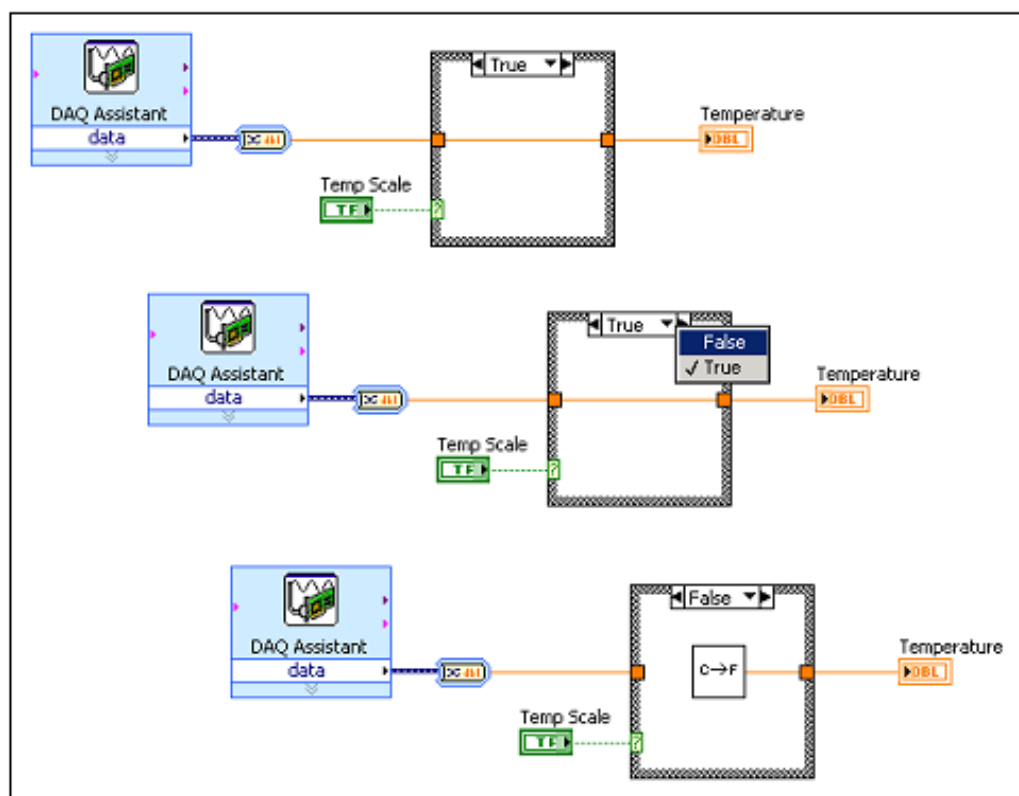 True
DAQ Assistant
data
Temperature
DBL
Temp Scale
TF
?
True
False
✓ True
DAQ Assistant
data
Temperature
DBL
Temp Scale
TF
?
False
DAQ Assistant
data
C→F
Temperature
DBL
Temp Scale
TF
?